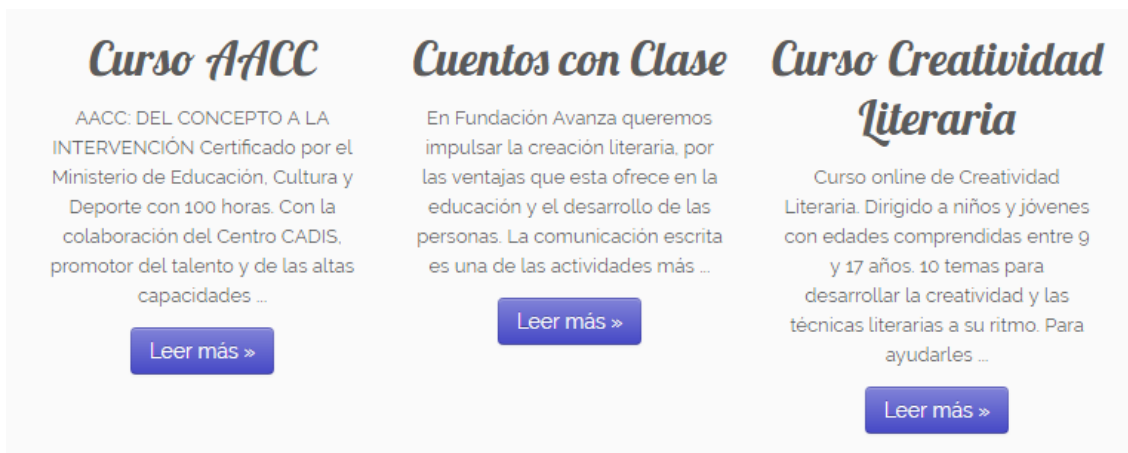 Curso AACC
AACC: DEL CONCEPTO A LA
INTERVENCIÓN Certificado por el
Ministerio de Educación, Cultura y
Deporte con 100 horas. Con la
colaboración del Centro CADIS,
promotor del talento y de las altas
capacidades ...
Leer más »
Cuentos con Clase
En Fundación Avanza queremos
impulsar la creación literaria, por
las ventajas que esta ofrece en la
educación y el desarrollo de las
personas. La comunicación escrita
es una de las actividades más ...
Leer más »
Curso Creatividad
Literaria
Curso online de Creatividad
Literaria. Dirigido a niños y jóvenes
con edades comprendidas entre 9
y 17 años. 10 temas para
desarrollar la creatividad y las
técnicas literarias a su ritmo. Para
ayudarles ...
Leer más »